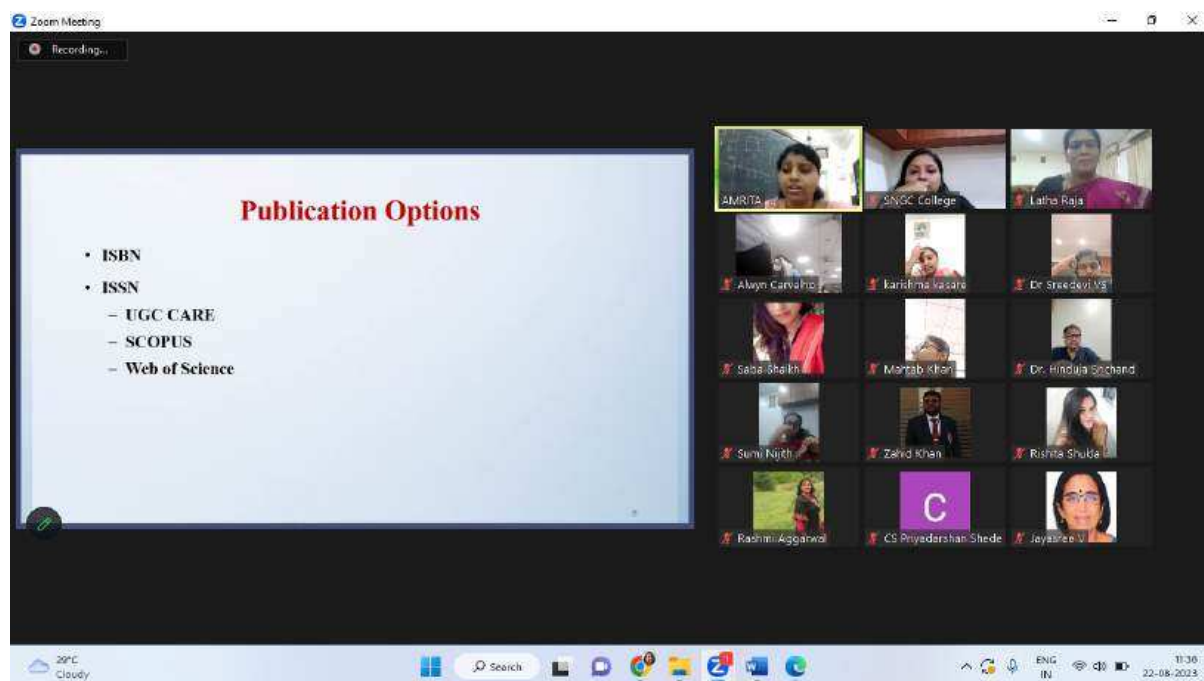 Zoom Meeting
Recording...
Publication Options
• ISBN
• ISSN
– UGC CARE
– SCOPUS
– Web of Science
AMRITA
SNGC College
Latha Raja
Alwyn Carvalho
karishma kasare
Dr Sreedevi VS
Saba Shaikh
Mahtab Khan
Dr. Hinduja Srichand
Sumi Nijith
Zahid Khan
Rishita Shukla
Rashmi Aggarwal
C
CS Priyadarshan Shede
Jayasree V
29°C
Cloudy
Search
ENG
IN
11:36
22-08-2023